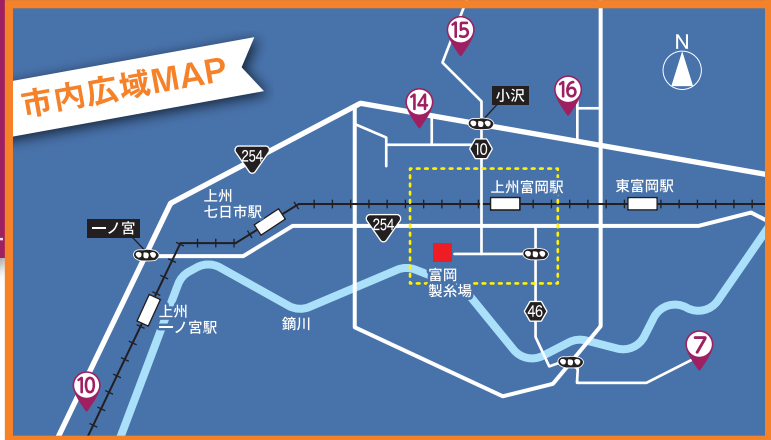 市内広域MAP
15
N
16
14
小沢
10
254
上州
七日市駅
上州富岡駅
東富岡駅
一ノ宮
254
富岡
製糸場
上州
一ノ宮駅
鏑川
46
7
10